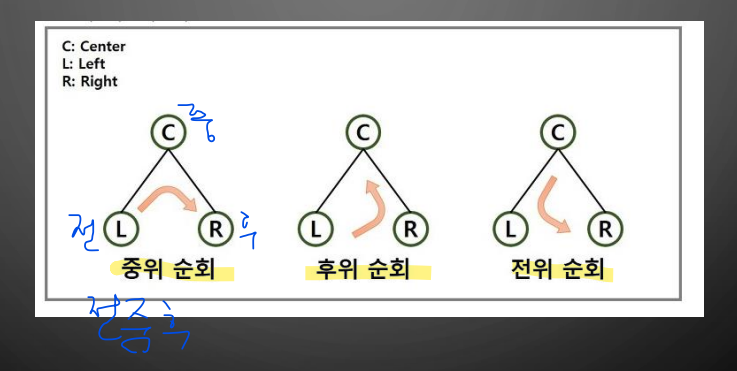 C: Center
L: Left
R: Right
C 중 C C
전 L R 후 L R L R
중위 순회 후위 순회 전위 순회
전중후